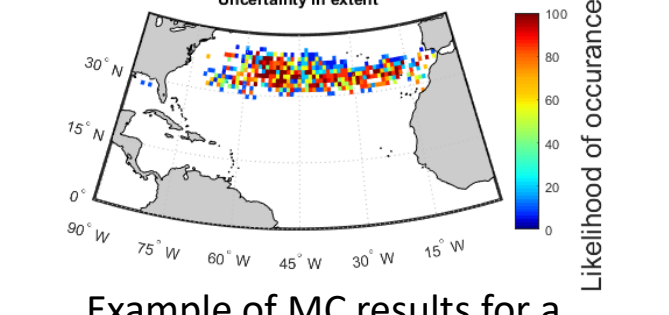 Uncertainty in extent
30° N
15° N
0°
90° W
75° W
60° W
45° W
30° W
15° W
100
80
60
40
20
0
Likelihood of occurance
Example of MC results for a